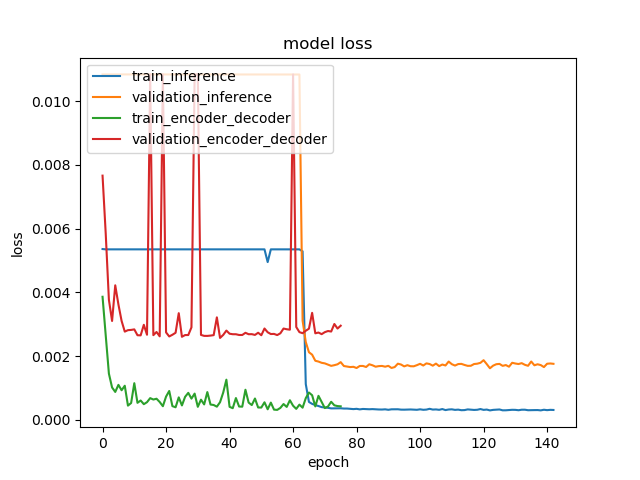 model loss
train_inference
validation_inference
train_encoder_decoder
validation_encoder_decoder
loss
0.010
0.008
0.006
0.004
0.002
0.000
0 20 40 60 80 100 120 140
epoch